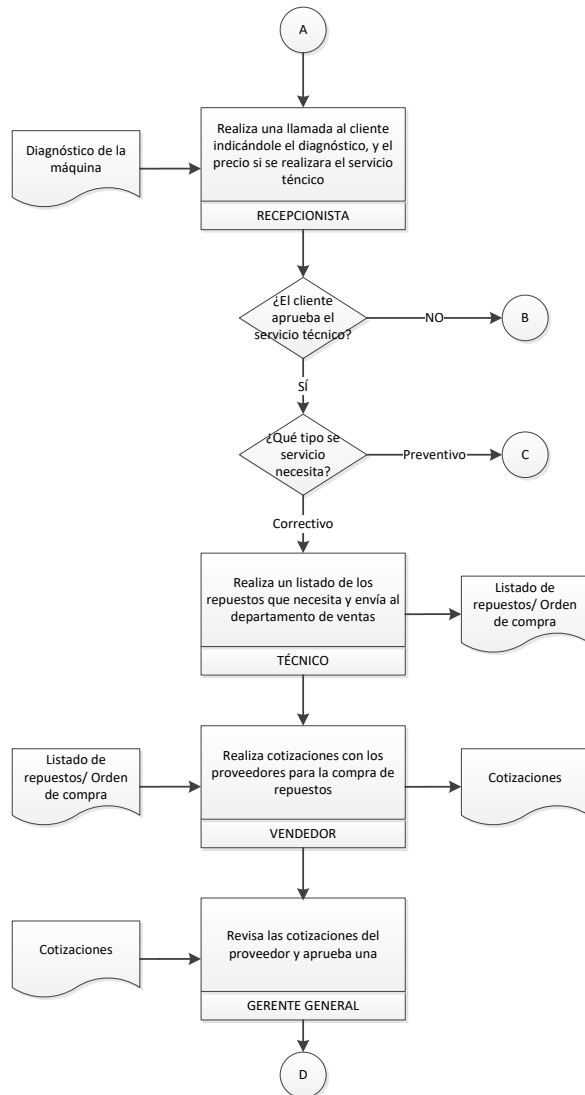 A
Diagnóstico de la
máquina
Realiza una llamada al cliente
indicándole el diagnóstico, y el
precio si se realizara el servicio
téncico
RECEPCIONISTA
¿El cliente
aprueba el
servicio técnico?
NO
B
SÍ
¿Qué tipo se
servicio
necesita?
Preventivo
C
Correctivo
Realiza un listado de los
repuestos que necesita y envía al
departamento de ventas
TÉCNICO
Listado de
repuestos/ Orden
de compra
Listado de
repuestos/ Orden
de compra
Realiza cotizaciones con los
proveedores para la compra de
repuestos
VENDEDOR
Cotizaciones
Cotizaciones
Revisa las cotizaciones del
proveedor y aprueba una
GERENTE GENERAL
D